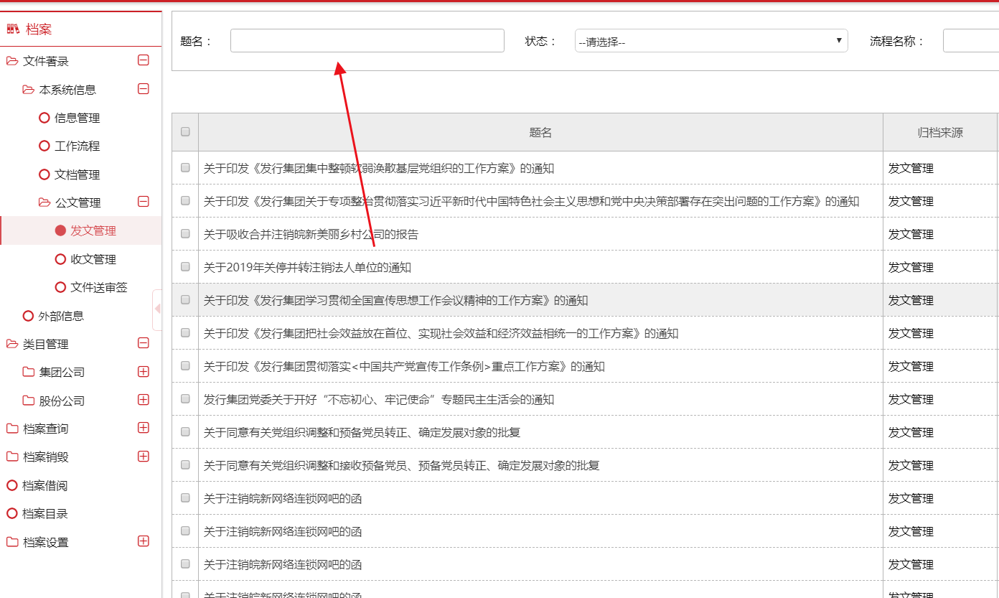 档案
文件著录
本系统信息
信息管理
工作流程
文档管理
公文管理
发文管理
收文管理
文件送审签
外部信息
类目管理
集团公司
股份公司
档案查询
档案销毁
档案借阅
档案目录
档案设置
题名： 状态： --请选择-- 流程名称：
题名 归档来源
关于印发《发行集团集中整顿软弱涣散基层党组织的工作方案》的通知 发文管理
关于印发《发行集团关于专项整治贯彻落实习近平新时代中国特色社会主义思想和党中央决策部署存在突出问题的工作方案》的通知 发文管理
关于吸收合并注销皖新美丽乡村公司的报告 发文管理
关于2019年关停并转注销法人单位的通知 发文管理
关于印发《发行集团学习贯彻全国宣传思想工作会议精神的工作方案》的通知 发文管理
关于印发《发行集团把社会效益放在首位、实现社会效益和经济效益相统一的工作方案》的通知 发文管理
关于印发《发行集团贯彻落实<中国共产党宣传工作条例>重点工作方案》的通知 发文管理
发行集团党委关于开好“不忘初心、牢记使命”专题民主生活会的通知 发文管理
关于同意有关党组织调整和预备党员转正、确定发展对象的批复 发文管理
关于同意有关党组织调整和接收预备党员、预备党员转正、确定发展对象的批复 发文管理
关于注销皖新网络连锁网吧的函 发文管理
关于注销皖新网络连锁网吧的函 发文管理
关于注销皖新网络连锁网吧的函 发文管理
关于注销皖新网络连锁网吧的函 发文管理